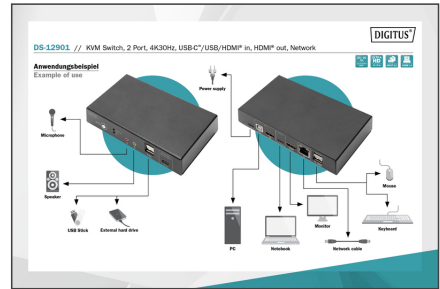 DIGITUS®
DS-12901 // KVM Switch, 2 Port, 4K30Hz, USB-C™/USB/HDMI® in, HDMI® out, Network
Anwendungsbeispiel
Example of use
Power supply
Microphone
Speaker
USB Stick
External hard drive
PC
Notebook
Monitor
Network cable
Mouse
Keyboard